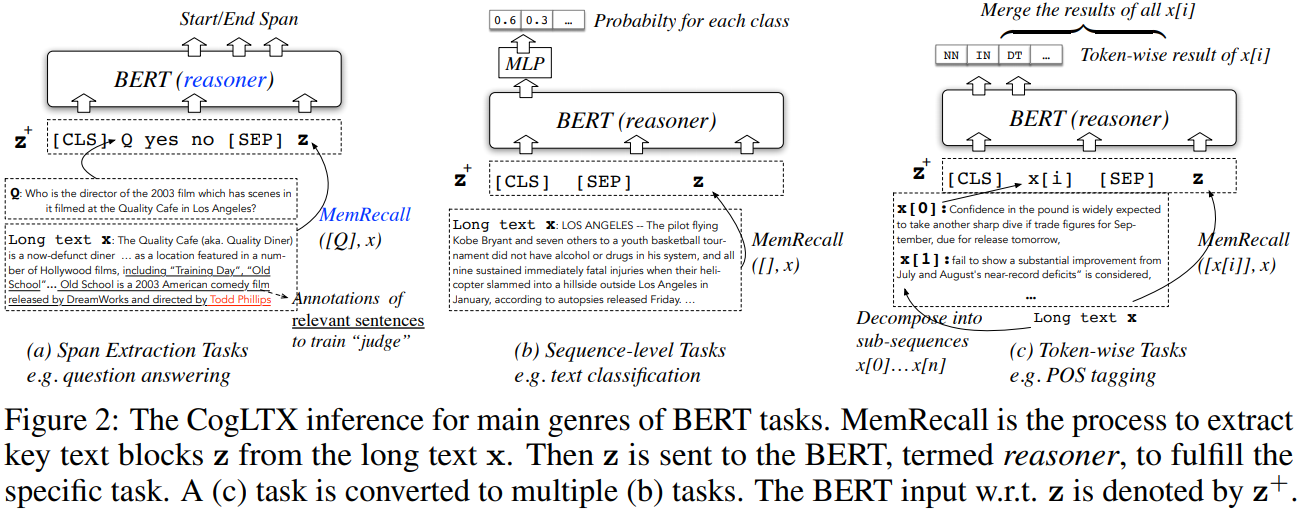 Start/End Span
BERT (reasoner)
z+ [CLS] Q yes no [SEP] z
Q: Who is the director of the 2003 film which has scenes in
it filmed at the Quality Cafe in Los Angeles?
MemRecall
([Q], x)
Long text x: The Quality Cafe (aka. Quality Diner)
is a now-defunct diner ... as a location featured in a num-
ber of Hollywood films, including “Training Day”, “Old
School”... Old School is a 2003 American comedy film
released by DreamWorks and directed by Todd Phillips
Annotations of
relevant sentences
to train “judge”
(a) Span Extraction Tasks
e.g. question answering
0.6 0.3 ... Probabilty for each class
MLP
BERT (reasoner)
z+ [CLS] [SEP] z
Long text x: LOS ANGELES -- The pilot flying
Kobe Bryant and seven others to a youth basketball tour-
nament did not have alcohol or drugs in his system, and all
nine sustained immediately fatal injuries when their heli-
copter slammed into a hillside outside Los Angeles in
January, according to autopsies released Friday. ...
MemRecall
([], x)
(b) Sequence-level Tasks
e.g. text classification
Merge the results of all x[i]
NN IN DT ... Token-wise result of x[i]
BERT (reasoner)
z+ [CLS] x[i] [SEP] z
x[0]: Confidence in the pound is widely expected
to take another sharp dive if trade figures for Sep-
tember, due for release tomorrow,
x[1]: fail to show a substantial improvement from
July and August's near-record deficits” is considered,
...
MemRecall
([x[i]], x)
Long text x
Decompose into
sub-sequences
x[0]...x[n]
(c) Token-wise Tasks
e.g. POS tagging
Figure 2: The CogLTX inference for main genres of BERT tasks. MemRecall is the process to extract
key text blocks z from the long text x. Then z is sent to the BERT, termed reasoner, to fulfill the
specific task. A (c) task is converted to multiple (b) tasks. The BERT input w.r.t. z is denoted by z+.